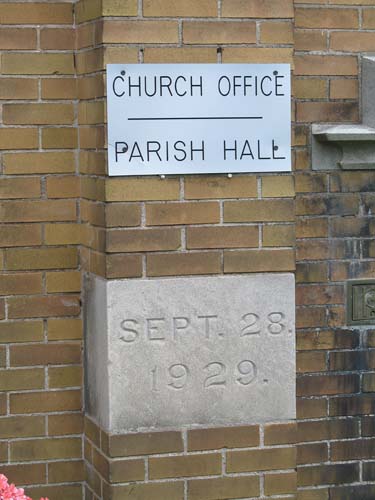 CHURCH OFFICE
PARISH HALL
SEPT. 28.
1929.